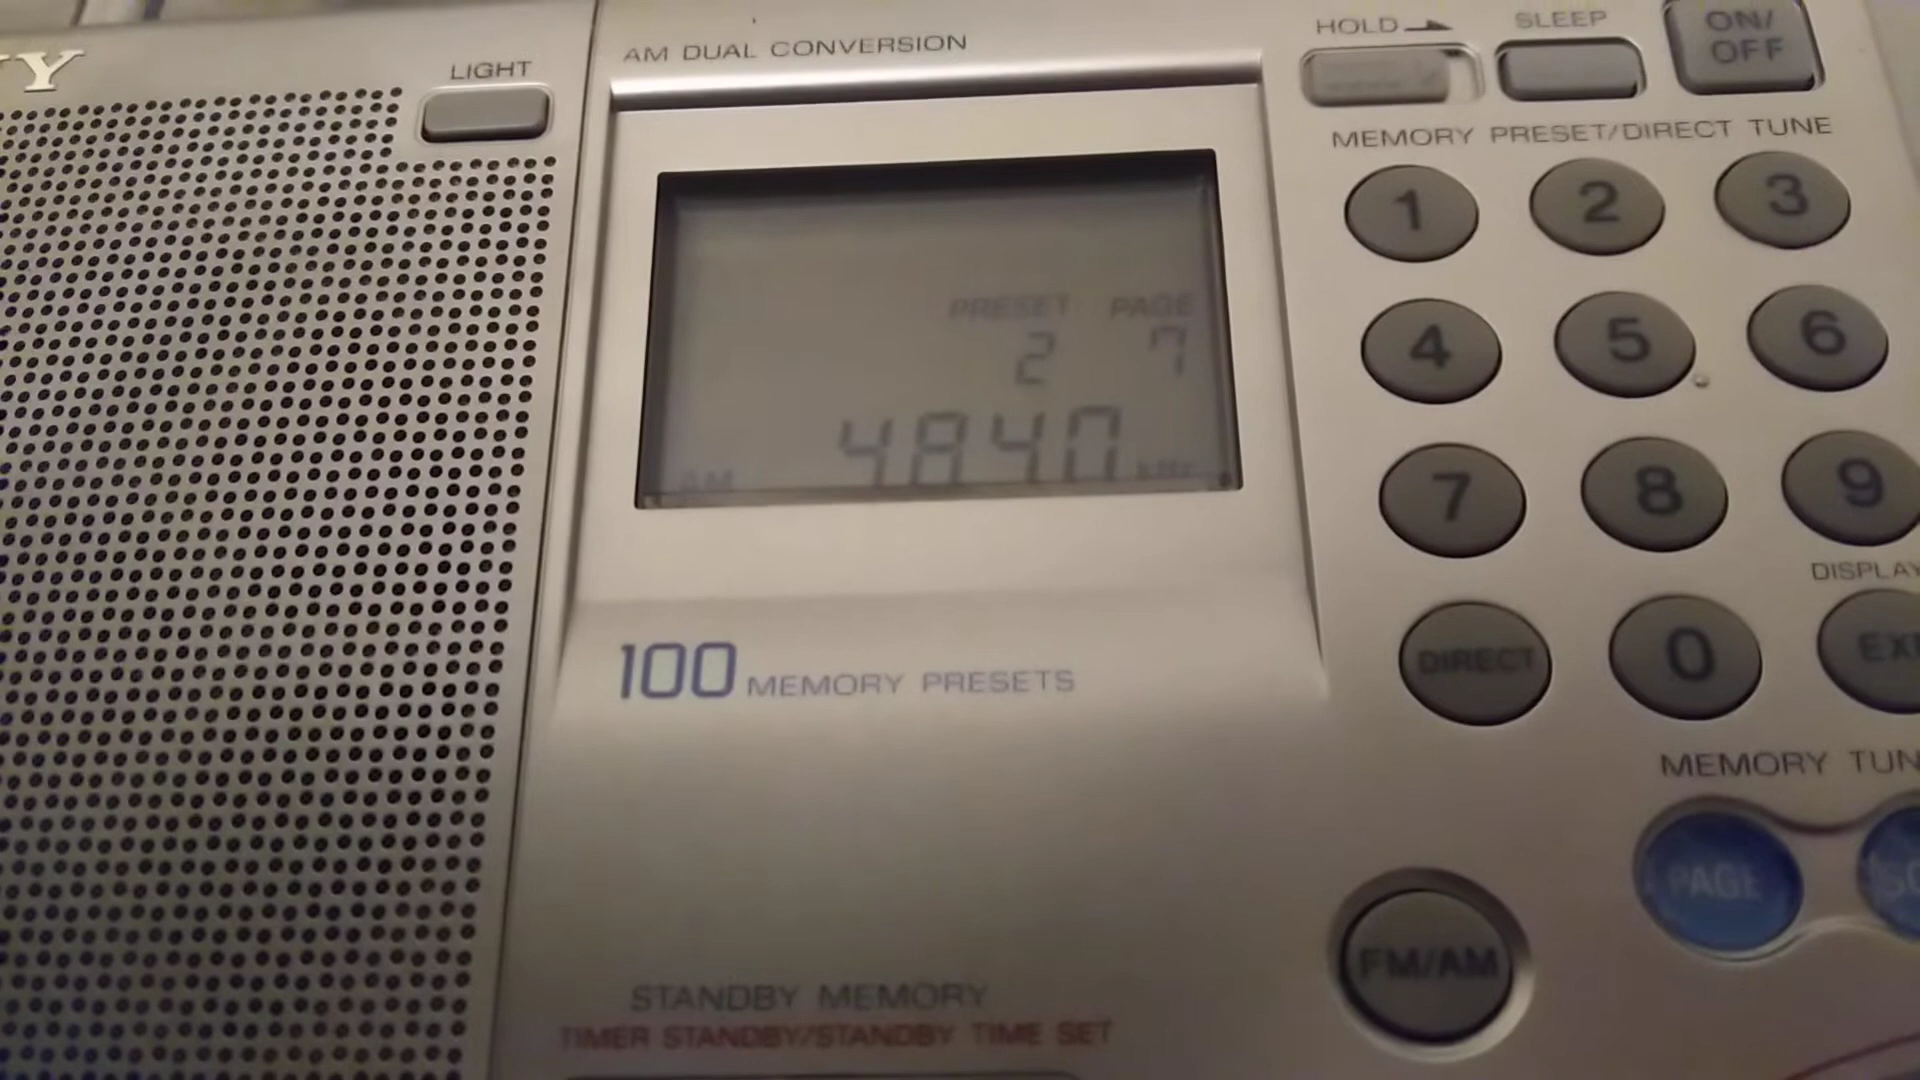 LIGHT
AM DUAL CONVERSION
HOLD
SLEEP
ON/
OFF
MEMORY PRESET/DIRECT TUNE
1
2
3
PRESET PAGE
2 7
4
5
6
AM 4840 kHz
7
8
9
DISPLAY
100 MEMORY PRESETS
DIRECT
0
MEMORY
PAGE
FM/AM
STANDBY MEMORY
TIMER STANDBY/STANDBY TIME SET